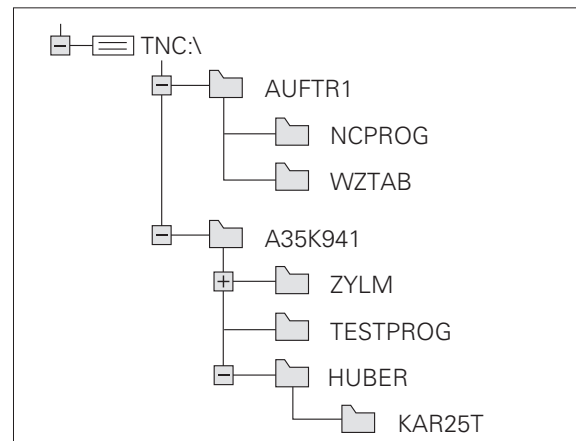 TNC:\
AUFTR1
NCPROG
WZTAB
A35K941
ZYLM
TESTPROG
HUBER
KAR25T